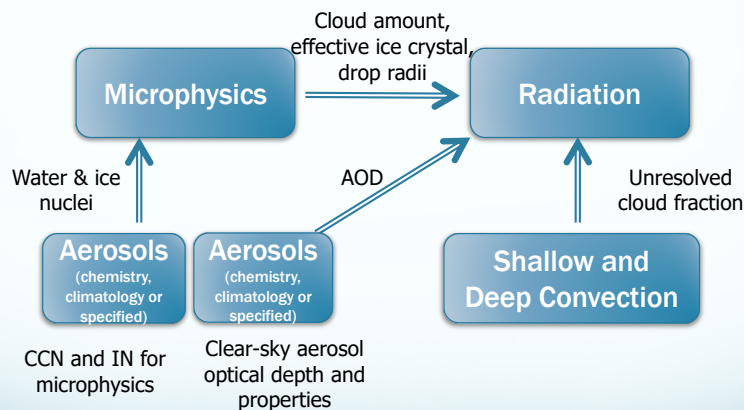 Cloud amount,
effective ice crystal,
drop radii
Microphysics
Radiation
Water & ice
nuclei
AOD
Unresolved
cloud fraction
Aerosols
(chemistry,
climatology or
specified)
Aerosols
(chemistry,
climatology or
specified)
Shallow and
Deep Convection
CCN and IN for
microphysics
Clear-sky aerosol
optical depth and
properties